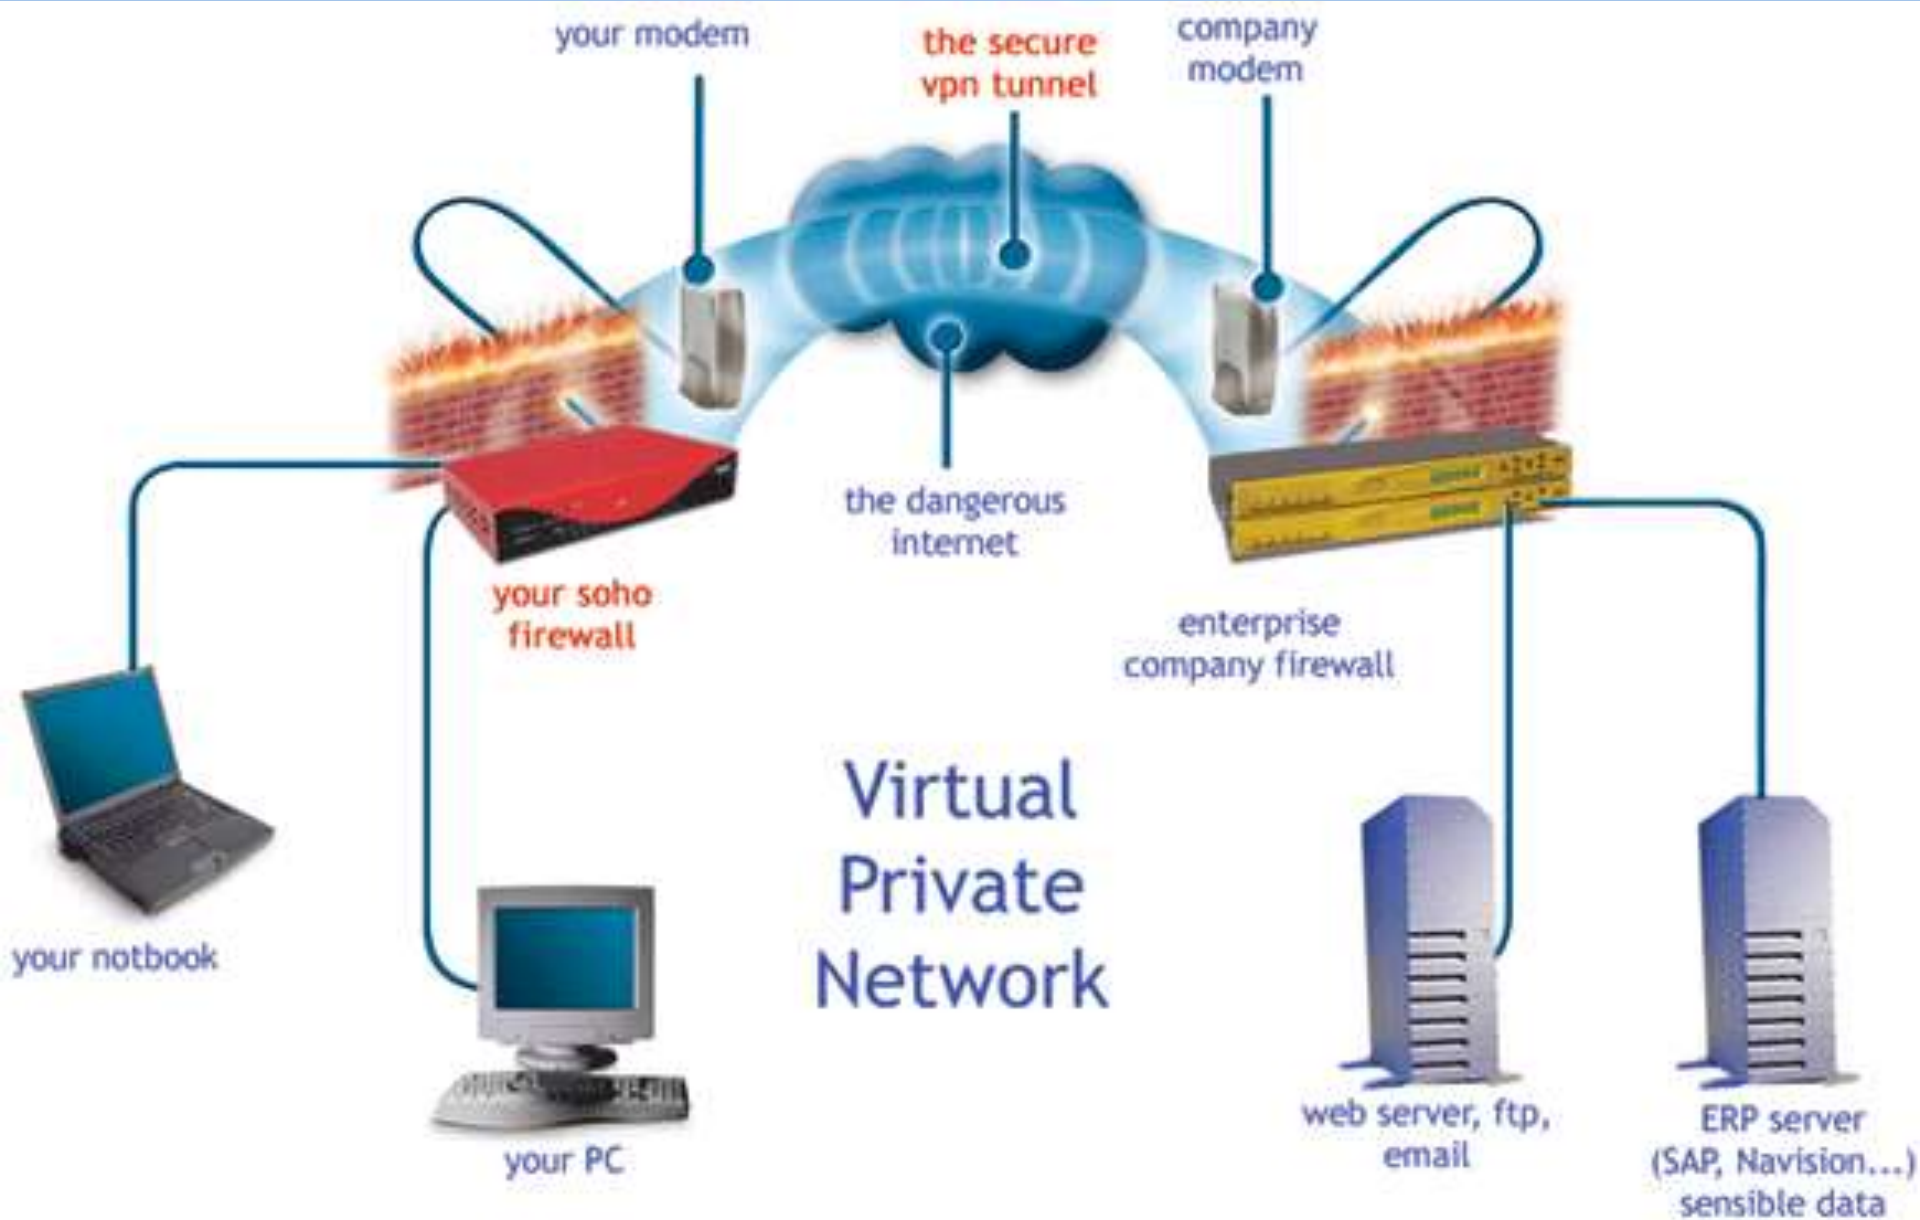 your modem
the secure
vpn tunnel
company
modem
the dangerous
internet
your soho
firewall
enterprise
company firewall
Virtual
Private
Network
your notbook
your PC
web server, ftp,
email
ERP server
(SAP, Navision...)
sensible data